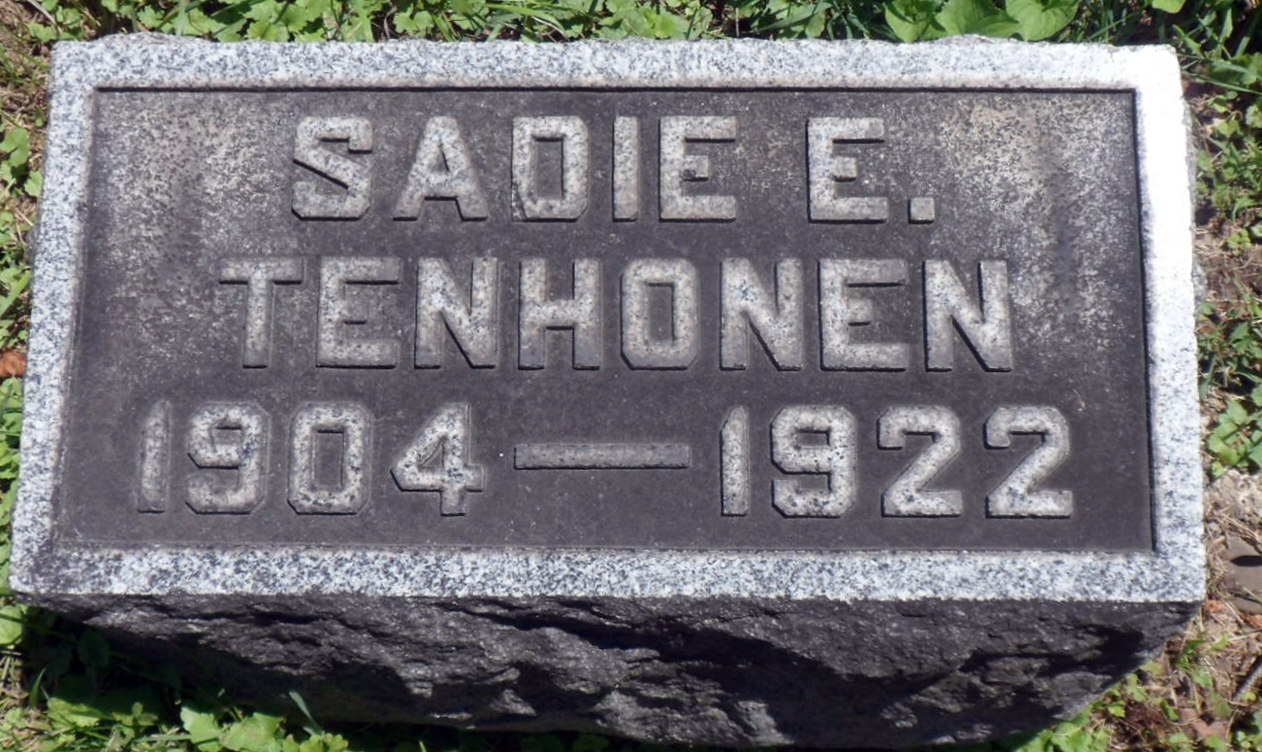 SADIE E.
TENHONEN
1904—1922